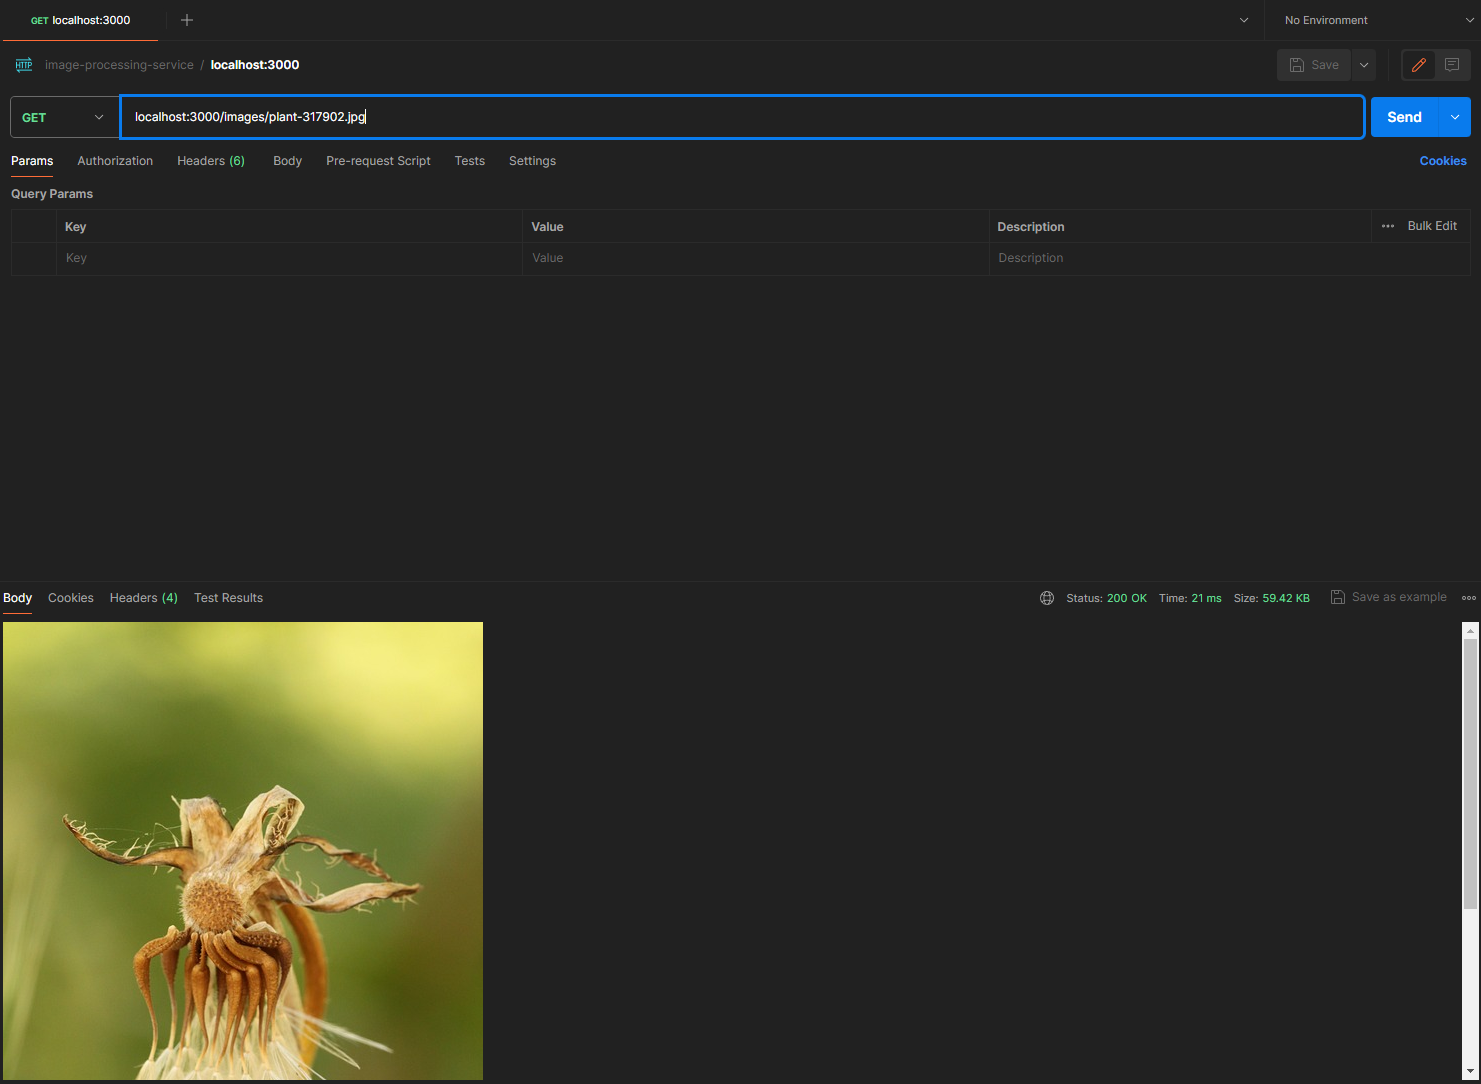 GET localhost:3000
No Environment
HTTP image-processing-service / localhost:3000
Save
GET localhost:3000/images/plant-317902.jpg Send
Params Authorization Headers (6) Body Pre-request Script Tests Settings Cookies
Query Params
Key Value Description Bulk Edit
Key Value Description
Body Cookies Headers (4) Test Results Status: 200 OK Time: 21 ms Size: 59.42 KB Save as example